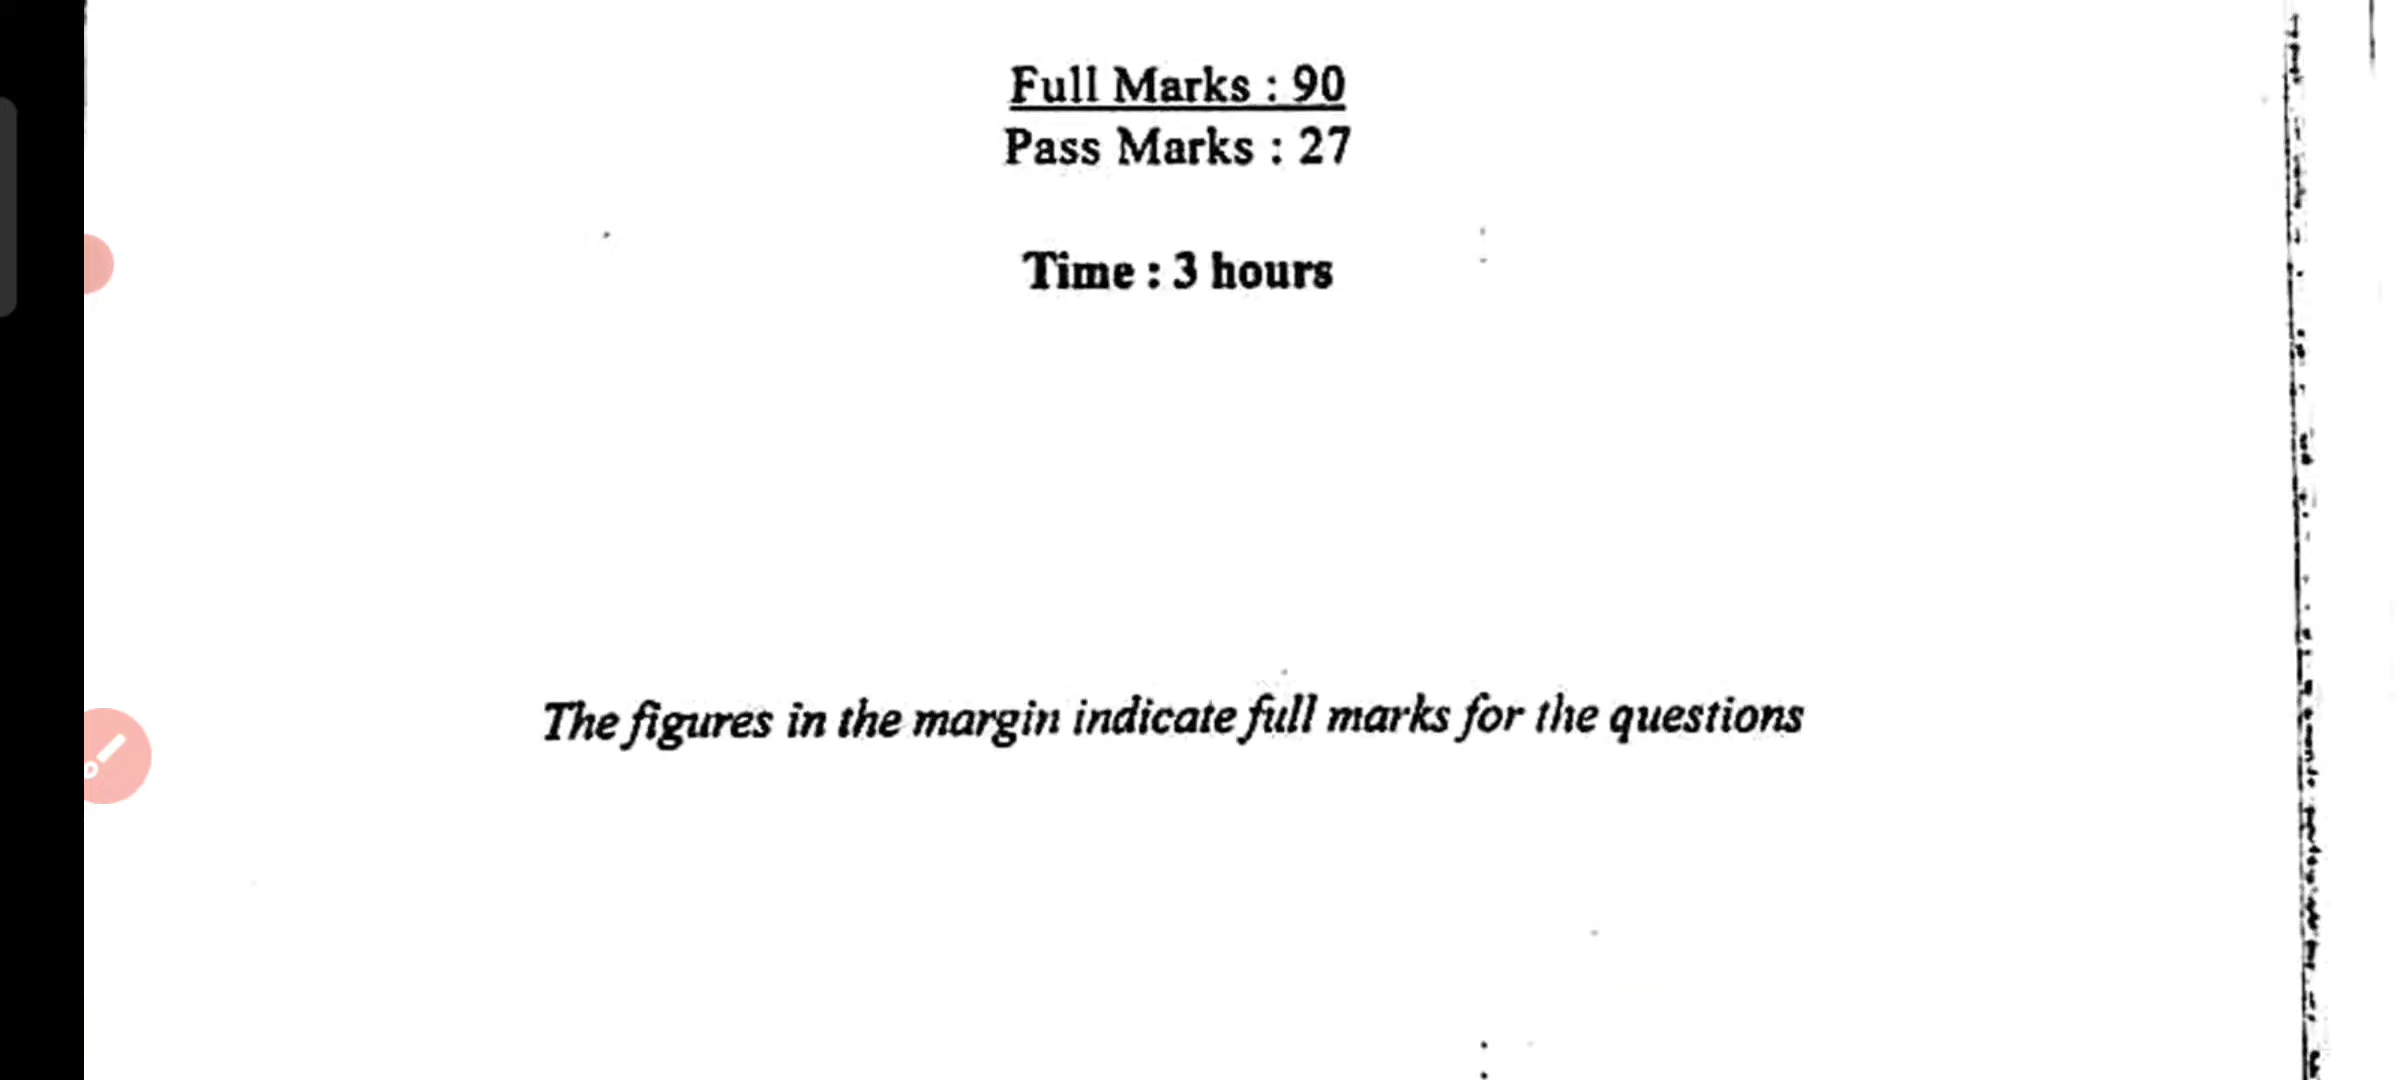 Full Marks : 90
Pass Marks : 27
Time : 3 hours
The figures in the margin indicate full marks for the questions